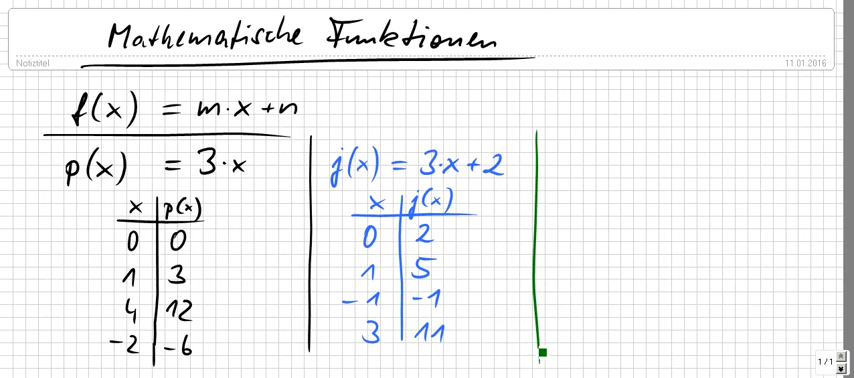 Mathematische Funktionen
Notiztitel
11.01.2016
f(x) = m·x+n
p(x) = 3·x
x p(x)
0 0
1 3
4 12
-2 -6
j(x) = 3·x+2
x j(x)
0 2
1 5
-1 -1
3 11
1/1